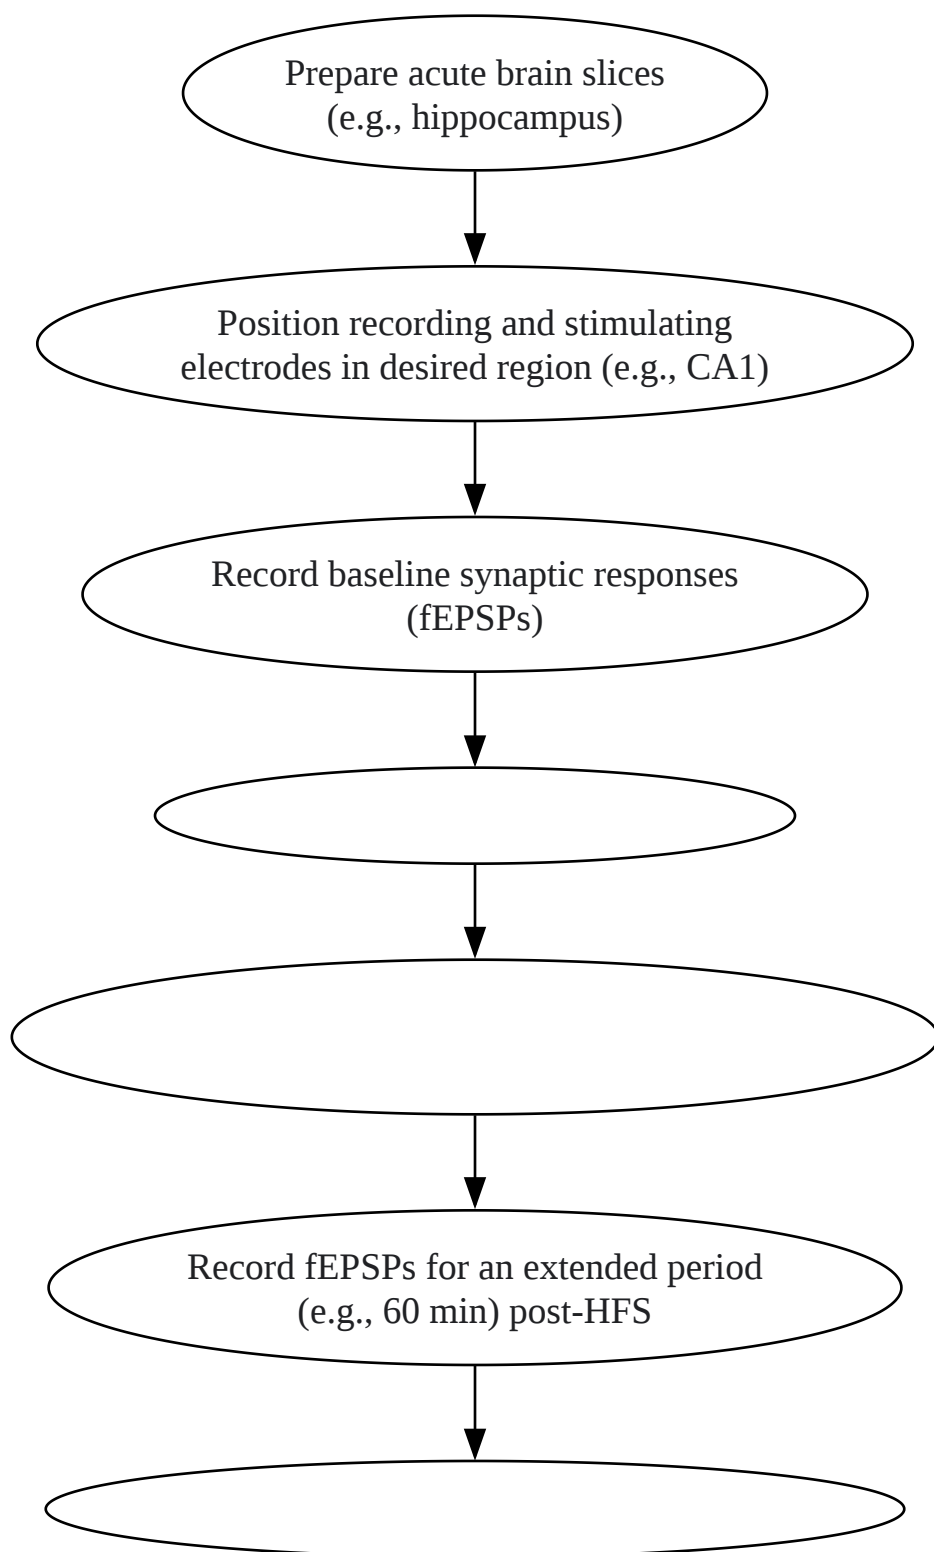 Prepare acute brain slices
(e.g., hippocampus)
Position recording and stimulating
electrodes in desired region (e.g., CA1)
Record baseline synaptic responses
(fEPSPs)
Record fEPSPs for an extended period
(e.g., 60 min) post-HFS